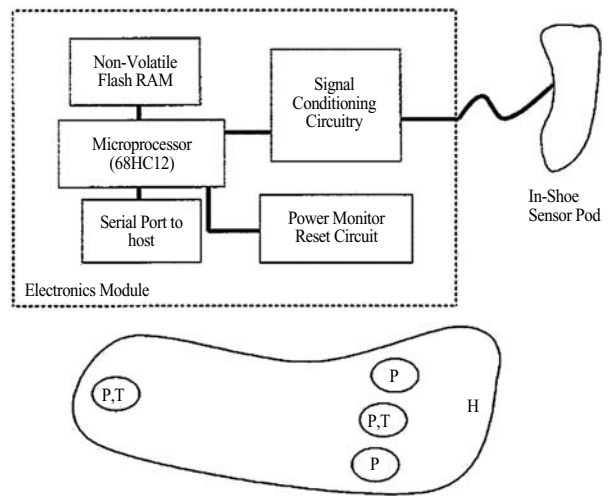 Non-Volatile
Flash RAM
Signal
Conditioning
Circuitry
Microprocessor
(68HC12)
In-Shoe
Sensor Pod
Serial Port to
host
Power Monitor
Reset Circuit
Electronics Module
P
P,T
H
P,T
P